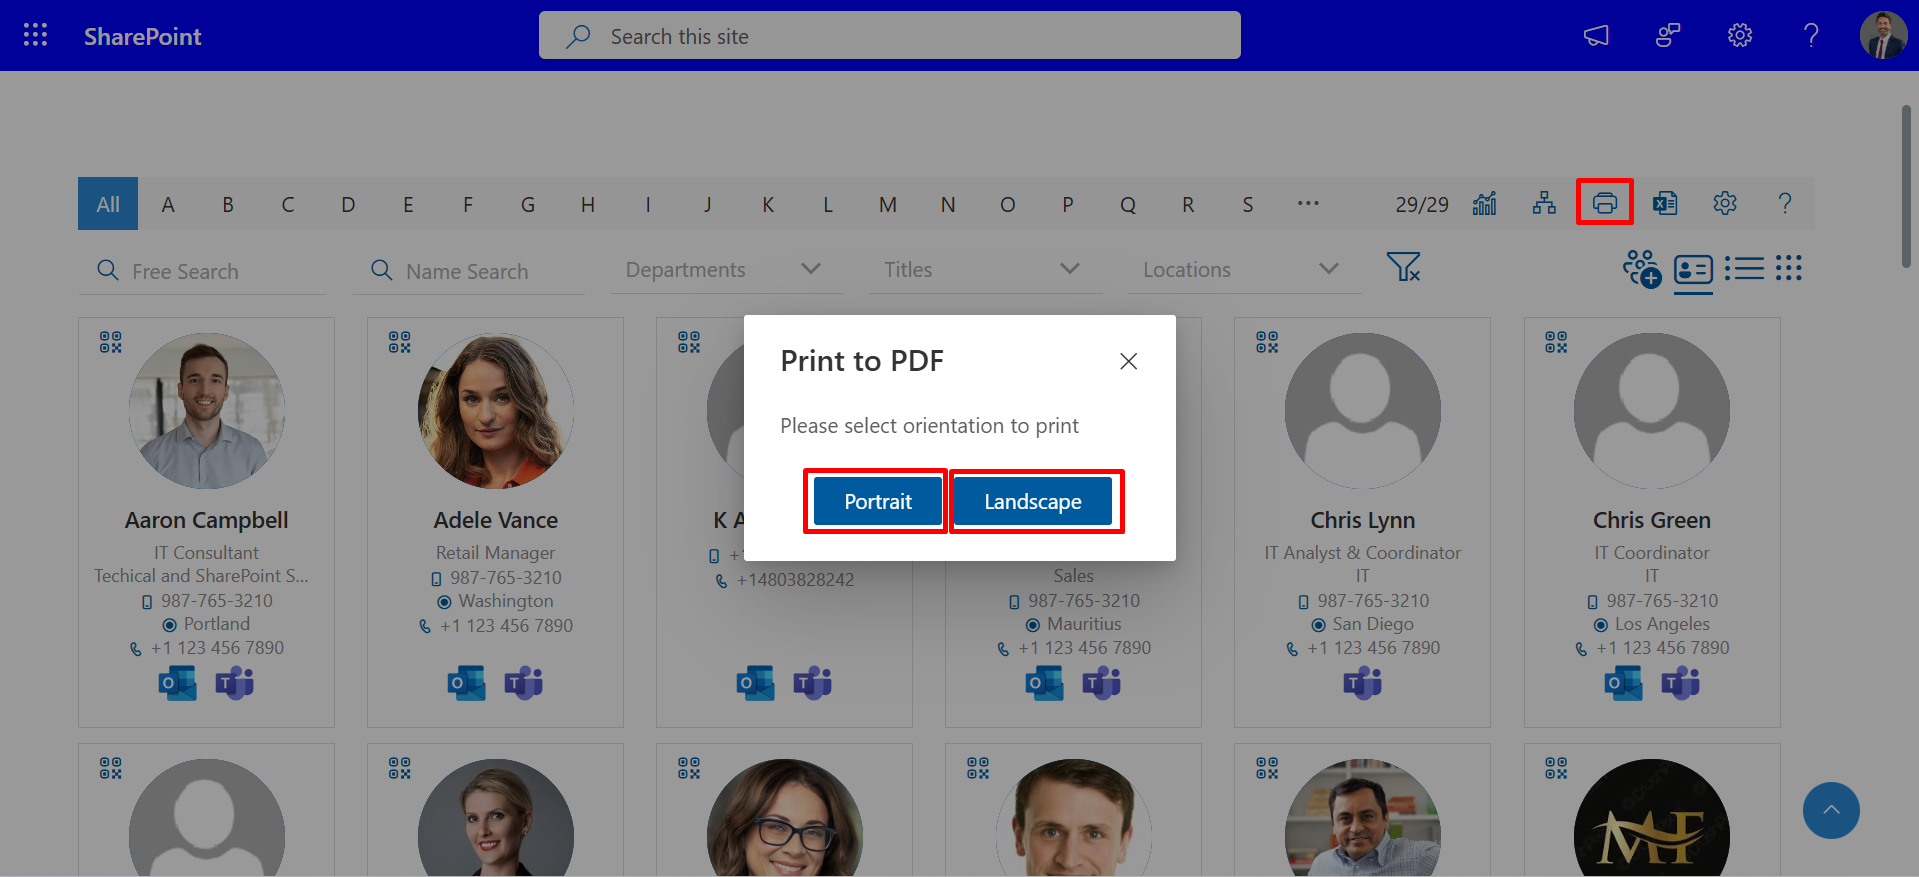 SharePoint
Search this site
All A B C D E F G H I J K L M N O P Q R S ··· 29/29
Free Search Name Search Departments Titles Locations
Print to PDF
Please select orientation to print
Portrait Landscape
Aaron Campbell
IT Consultant
Techical and SharePoint S...
987-765-3210
Portland
+1 123 456 7890
Adele Vance
Retail Manager
987-765-3210
Washington
+1 123 456 7890
K A
+1
+14803828242
Sales
987-765-3210
Mauritius
+1 123 456 7890
Chris Lynn
IT Analyst & Coordinator
IT
987-765-3210
San Diego
+1 123 456 7890
Chris Green
IT Coordinator
IT
987-765-3210
Los Angeles
+1 123 456 7890
MF